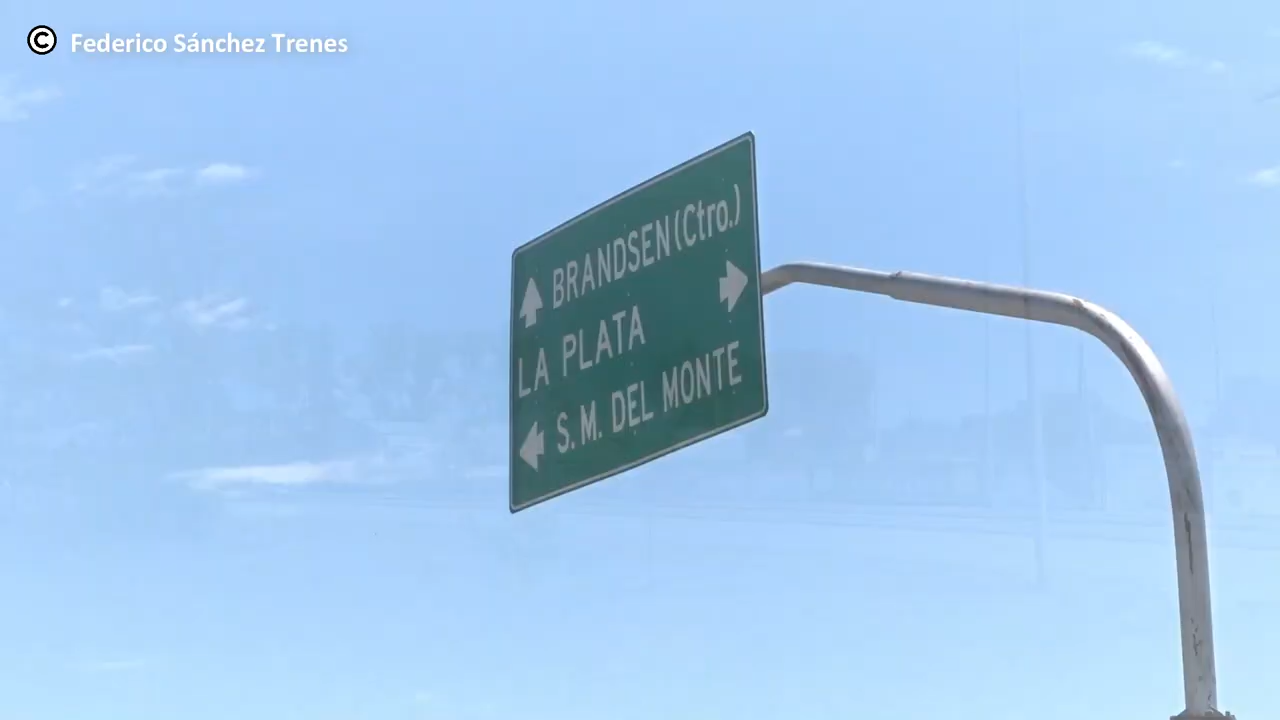 © Federico Sánchez Trenes
BRANDSEN (Ctro.)
LA PLATA
S. M. DEL MONTE